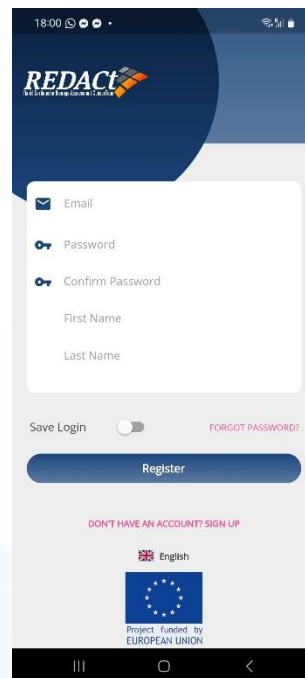 18:00
REDACt
Email
Password
Confirm Password
First Name
Last Name
Save Login
FORGOT PASSWORD?
Register
DON'T HAVE AN ACCOUNT? SIGN UP
English
Project funded by
EUROPEAN UNION